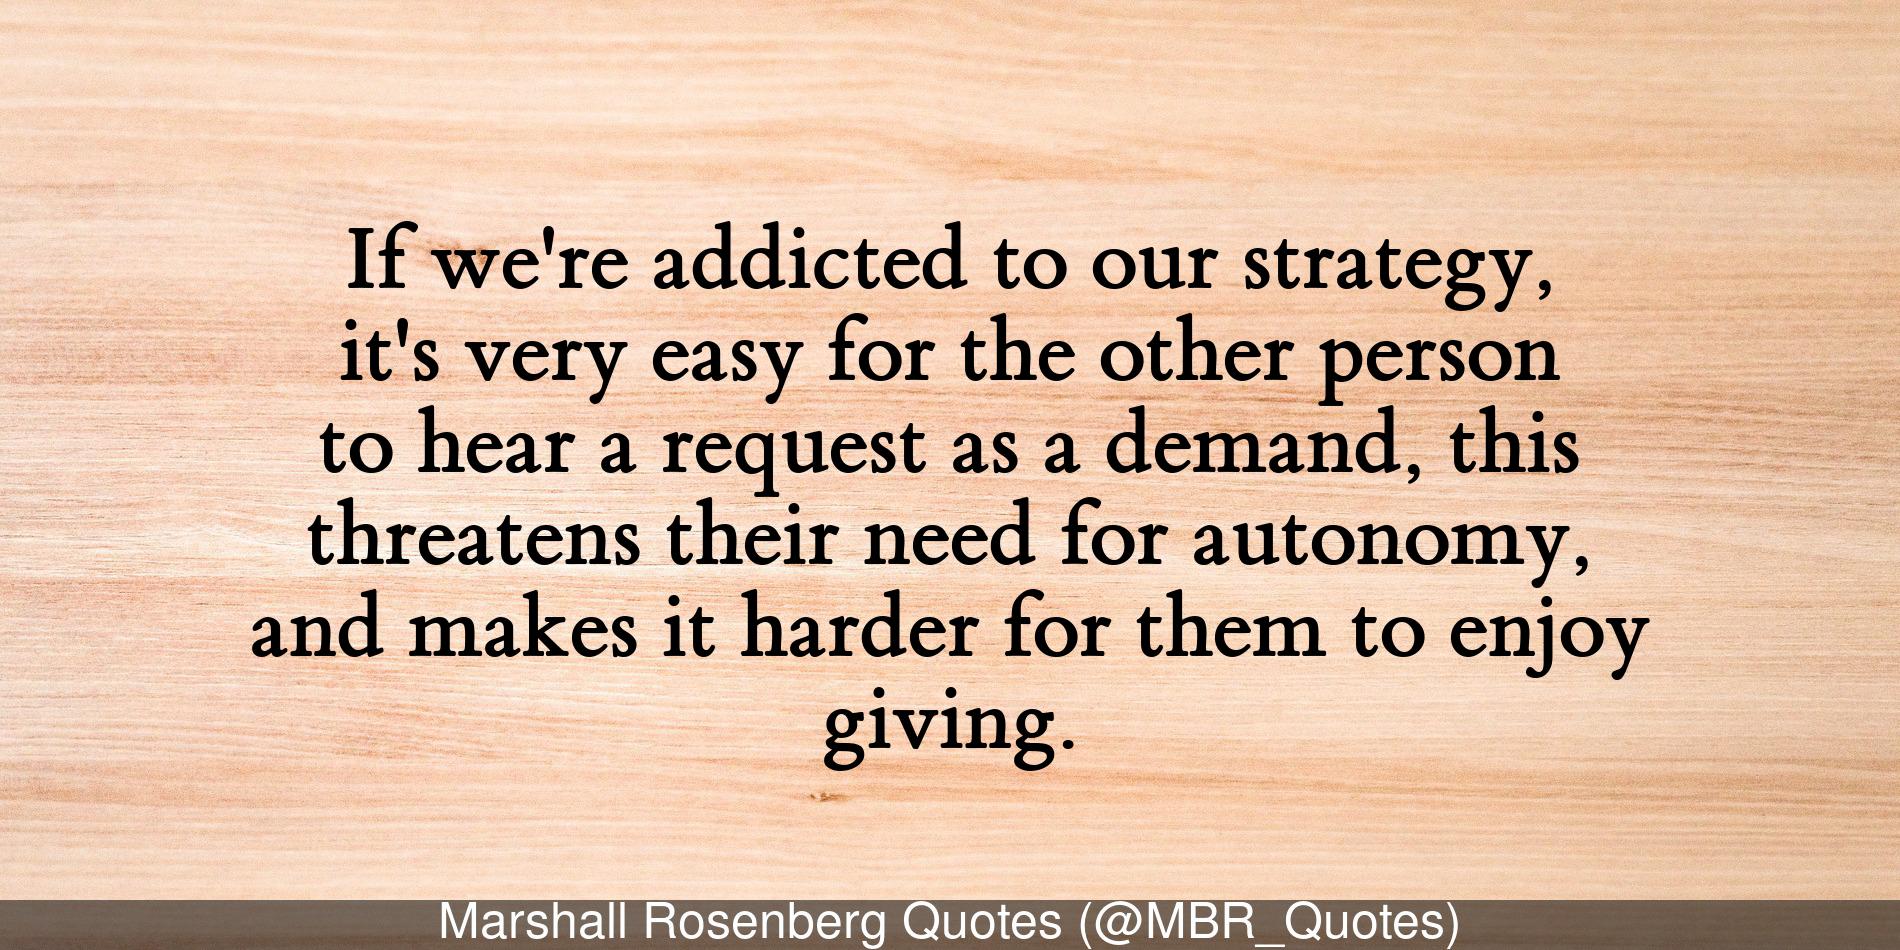 If we're addicted to our strategy,
it's very easy for the other person
to hear a request as a demand, this
threatens their need for autonomy,
and makes it harder for them to enjoy
giving.
Marshall Rosenberg Quotes (@MBR_Quotes)